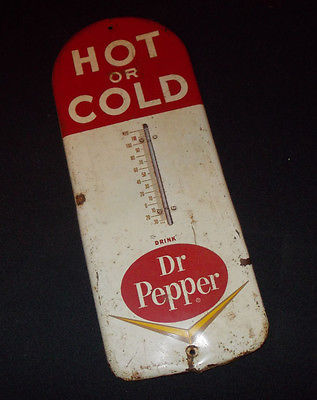 HOT
OR
COLD
DRINK
Dr
Pepper
®